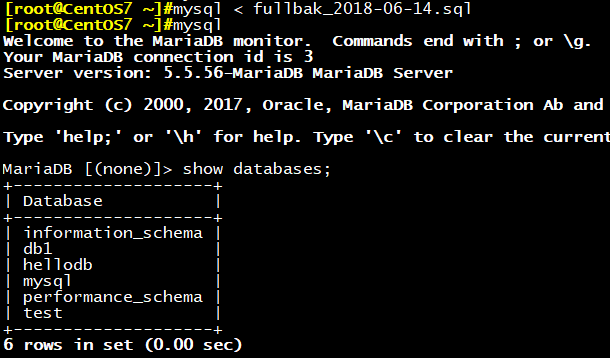 [root@CentOS7 ~]#mysql < fullbak_2018-06-14.sql
[root@CentOS7 ~]#mysql
Welcome to the MariaDB monitor.  Commands end with ; or \g.
Your MariaDB connection id is 3
Server version: 5.5.56-MariaDB MariaDB Server
Copyright (c) 2000, 2017, Oracle, MariaDB Corporation Ab and
Type 'help;' or '\h' for help. Type '\c' to clear the current
MariaDB [(none)]> show databases;
+--------------------+
| Database           |
+--------------------+
| information_schema |
| db1                |
| hellodb            |
| mysql              |
| performance_schema |
| test               |
+--------------------+
6 rows in set (0.00 sec)